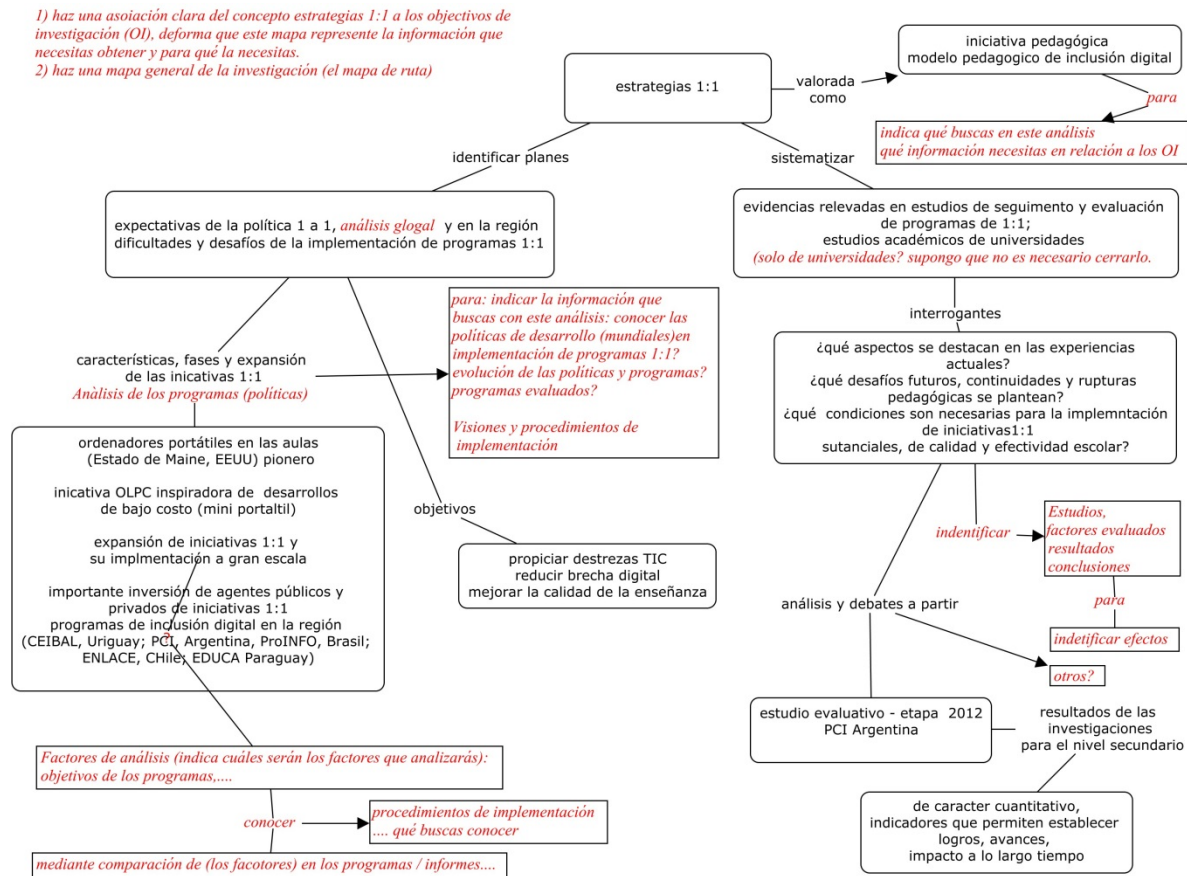 1) haz una asoiación clara del concepto estrategias 1:1 a los objectivos de
investigación (OI), deforma que este mapa represente la información que
necesitas obtener y para qué la necesitas.
2) haz una mapa general de la investigación (el mapa de ruta)
estrategias 1:1
valorada
como
iniciativa pedagógica
modelo pedagogico de inclusión digital
para
indica qué buscas en este análisis
qué información necesitas en relación a los OI
identificar planes
sistematizar
expectativas de la política 1 a 1, análisis glogal y en la región
dificultades y desafíos de la implementación de programas 1:1
evidencias relevadas en estudios de seguimento y evaluación
de programas de 1:1;
estudios académicos de universidades
(solo de universidades? supongo que no es necesario cerrarlo.
para: indicar la información que
buscas con este análisis: conocer las
políticas de desarrollo (mundiales)en
implementación de programas 1:1?
evolución de las políticas y programas?
programas evaluados?
Visiones y procedimientos de
implementación
interrogantes
características, fases y expansión
de las inicativas 1:1
Anàlisis de los programas (políticas)
¿qué aspectos se destacan en las experiencias
actuales?
¿qué desafíos futuros, continuidades y rupturas
pedagógicas se plantean?
¿qué condiciones son necesarias para la implemntación
de iniciativas1:1
sutanciales, de calidad y efectividad escolar?
ordenadores portátiles en las aulas
(Estado de Maine, EEUU) pionero
inicativa OLPC inspiradora de desarrollos
de bajo costo (mini portaltil)
expansión de iniciativas 1:1 y
su implmentación a gran escala
importante inversión de agentes públicos y
privados de iniciativas 1:1
programas de inclusión digital en la región
(CEIBAL, Uriguay; PCI, Argentina, ProINFO, Brasil;
ENLACE, CHile; EDUCA Paraguay)
?
objetivos
propiciar destrezas TIC
reducir brecha digital
mejorar la calidad de la enseñanza
indentificar
Estudios,
factores evaluados
resultados
conclusiones
para
indetificar efectos
análisis y debates a partir
otros?
estudio evaluativo - etapa 2012
PCI Argentina
resultados de las
investigaciones
para el nivel secundario
Factores de análisis (indica cuáles serán los factores que analizarás):
objetivos de los programas,....
conocer
procedimientos de implementación
.... qué buscas conocer
mediante comparación de (los facotores) en los programas / informes....
de caracter cuantitativo,
indicadores que permiten establecer
logros, avances,
impacto a lo largo tiempo